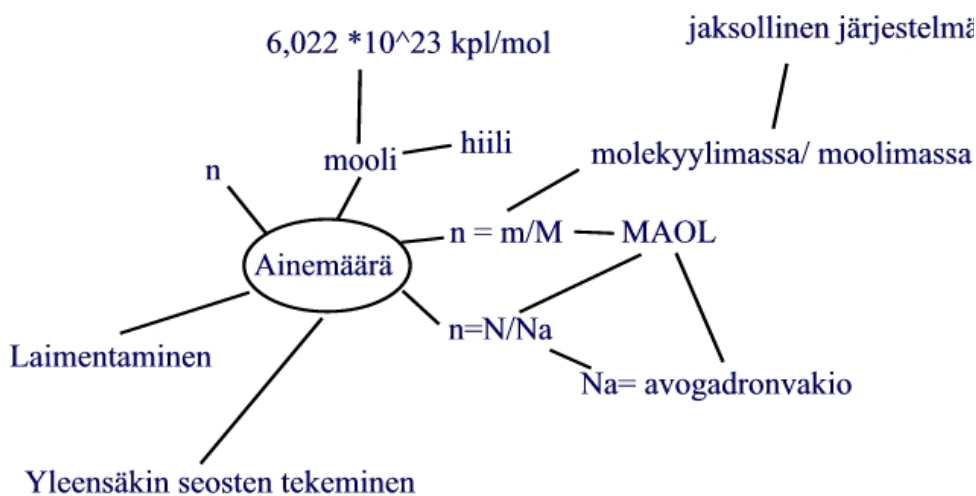 6,022 *10^23 kpl/mol
jaksollinen järjestelmä
n
mooli
hiili
molekyylimassa/ moolimassa
n = m/M
MAOL
Ainemäärä
n=N/Na
Laimentaminen
Na= avogadronvakio
Yleensäkin seosten tekeminen